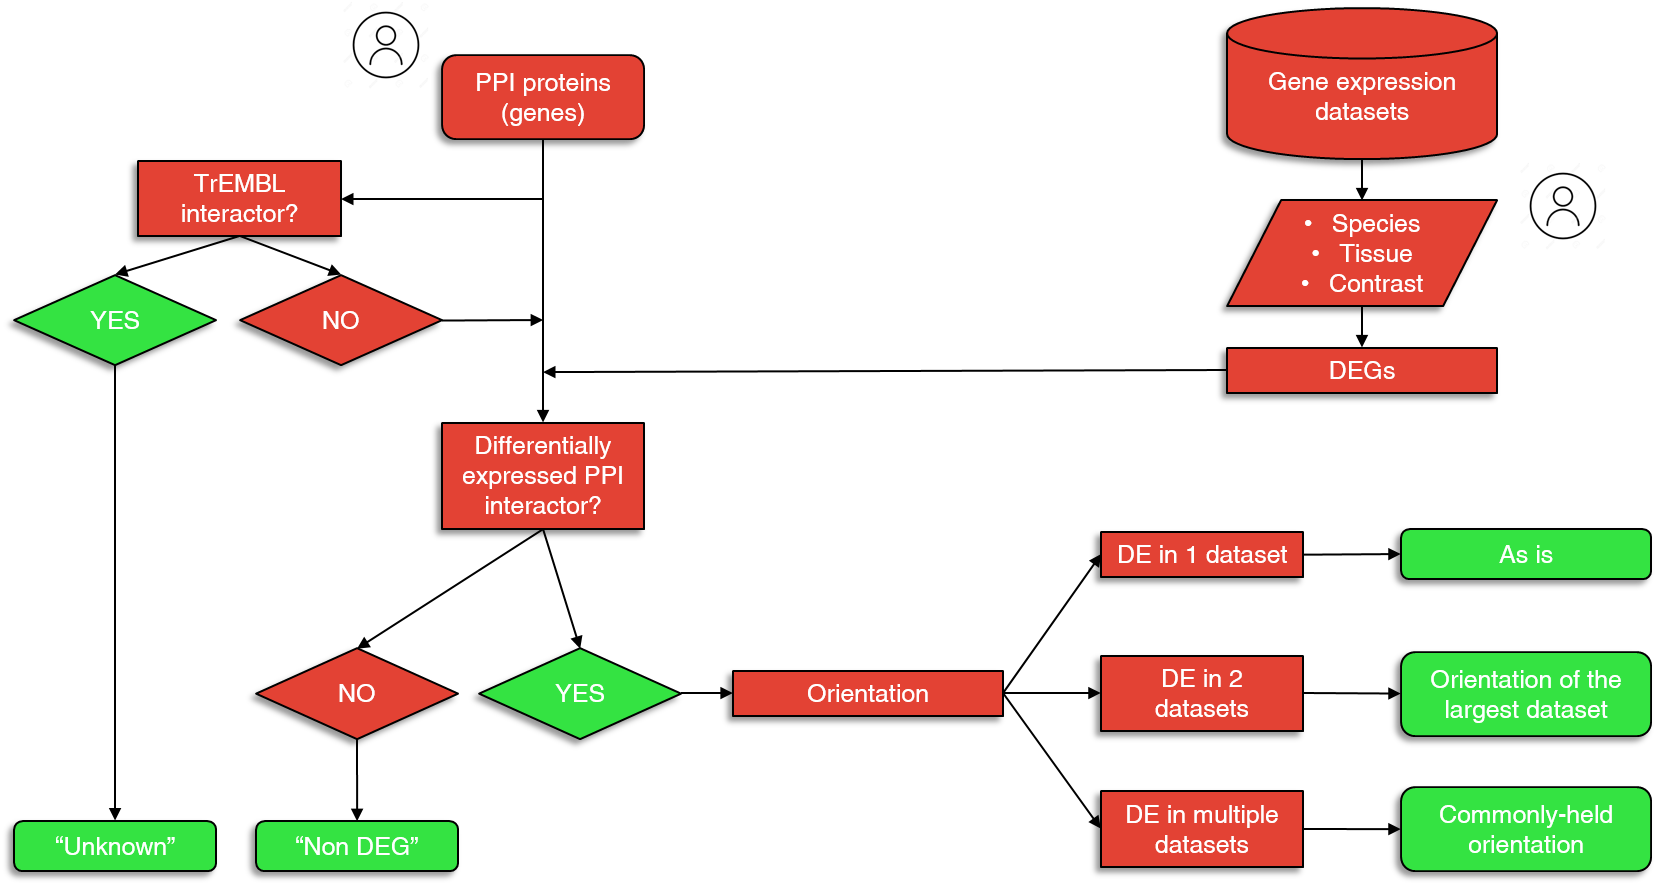 PPI proteins
(genes)
Gene expression
datasets
TrEMBL
interactor?
• Species
• Tissue
• Contrast
YES
NO
DEGs
Differentially
expressed PPI
interactor?
DE in 1 dataset
As is
NO
YES
Orientation
DE in 2
datasets
Orientation of the
largest dataset
DE in multiple
datasets
Commonly-held
orientation
“Unknown”
“Non DEG”